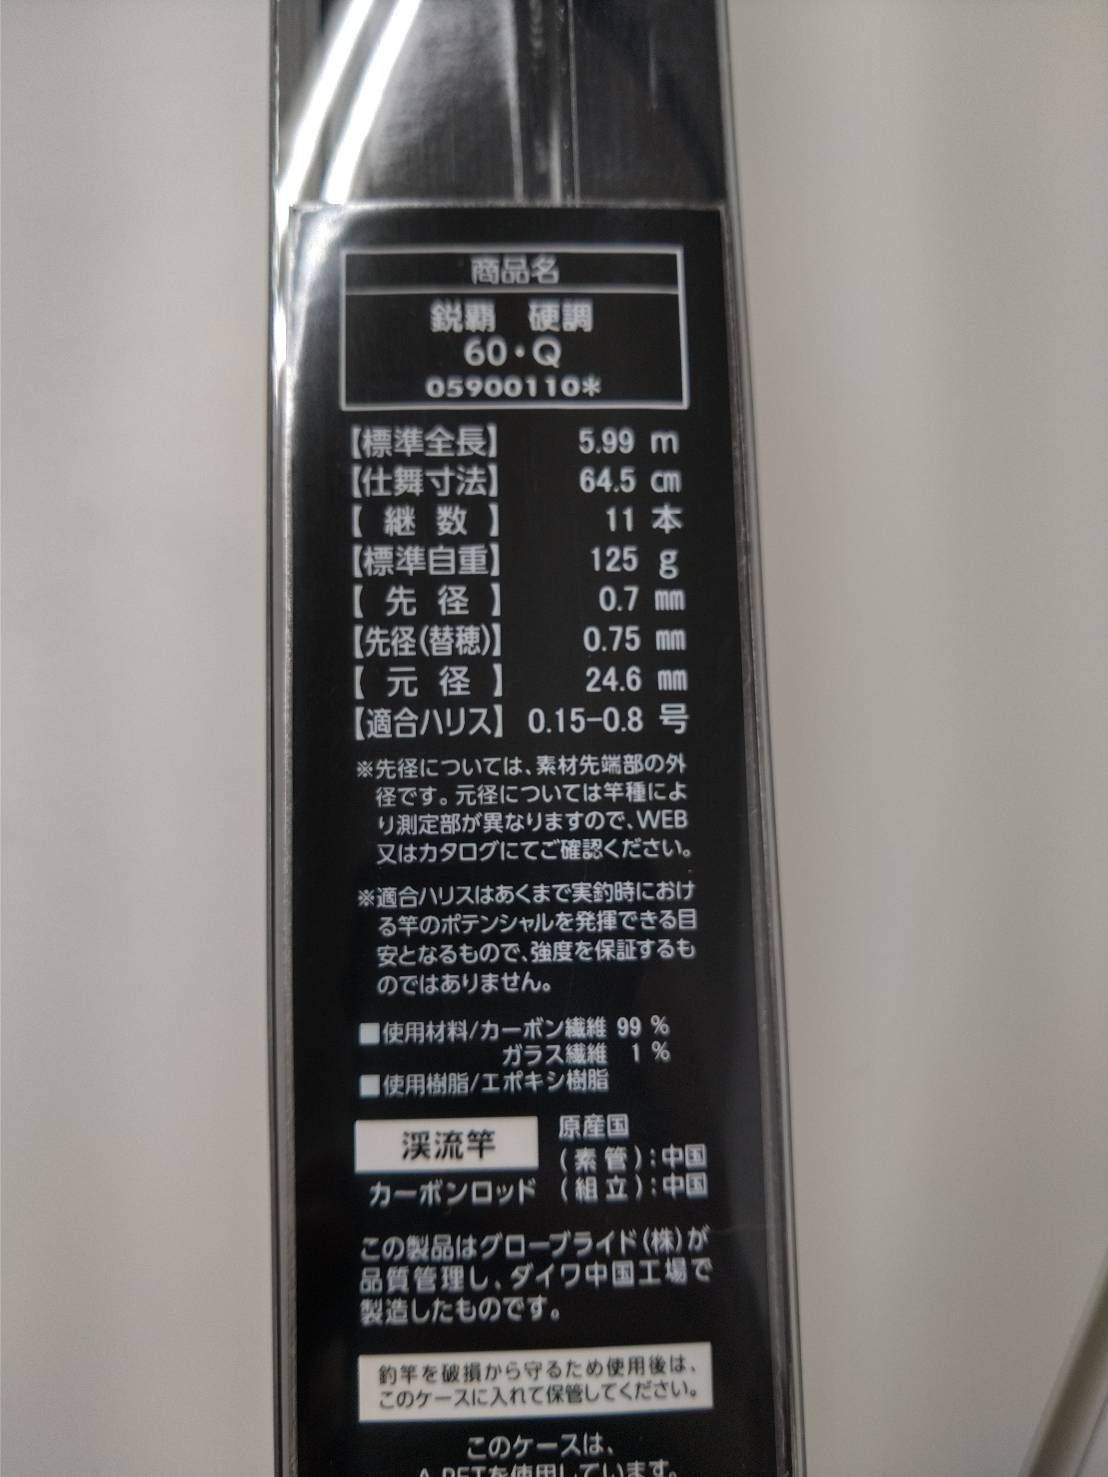 商品名
鋭覇 硬調
60・Q
05900110*
【標準全長】 5.99 m
【仕舞寸法】 64.5 cm
【継数】 11 本
【標準自重】 125 g
【先径】 0.7 mm
【先径(替穂)】 0.75 mm
【元径】 24.6 mm
【適合ハリス】 0.15-0.8 号
※先径については、素材先端部の外
径です。元径については竿種によ
り測定部が異なりますので、WEB
又はカタログにてご確認ください。
※適合ハリスはあくまで実釣時におけ
る竿のポテンシャルを発揮できる目
安となるもので、強度を保証するも
のではありません。
■使用材料/カーボン繊維 99 %
ガラス繊維 1 %
■使用樹脂/エポキシ樹脂
渓流竿
カーボンロッド
原産国
(素管):中国
(組立):中国
この製品はグローブライド(株)が
品質管理し、ダイワ中国工場で
製造したものです。
釣竿を破損から守るため使用後は、
このケースに入れて保管してください。
このケースは、
A-PETを使用しています。